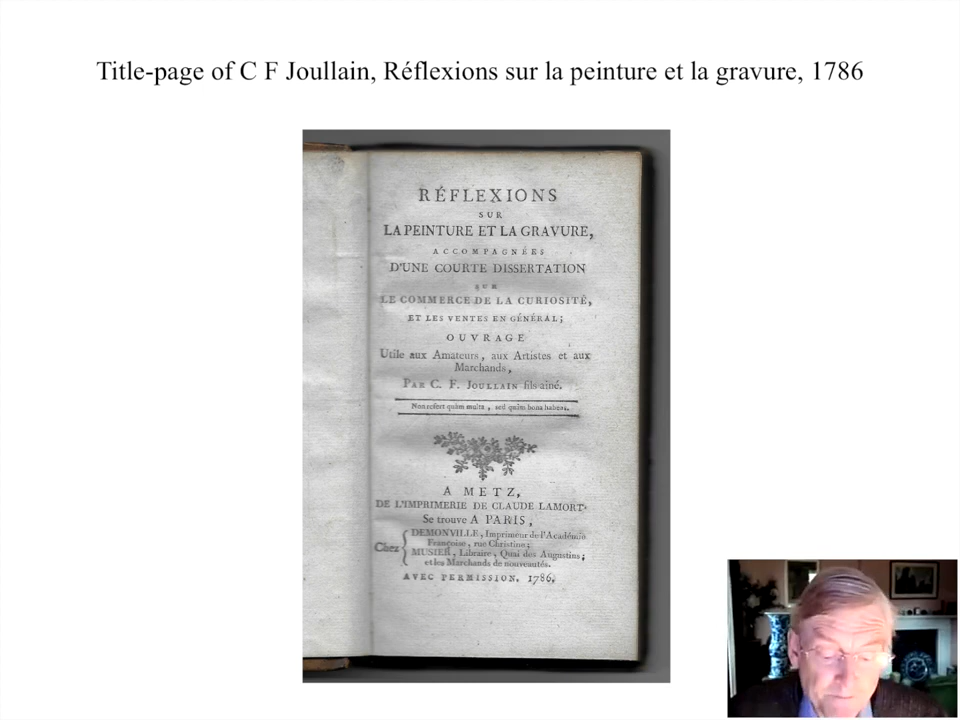 Title-page of C F Joullain, Réflexions sur la peinture et la gravure, 1786
RÉFLEXIONS
SUR
LA PEINTURE ET LA GRAVURE,
ACCOMPAGNÉES
D'UNE COURTE DISSERTATION
SUR
LE COMMERCE DE LA CURIOSITÉ,
ET LES VENTES EN GÉNÉRAL;
OUVRAGE
Utile aux Amateurs, aux Artistes et aux
Marchands,
PAR C. F. JOULLAIN fils aîné.
Non refert quàm multa, sed quàm bona habeas.
A METZ,
DE L'IMPRIMERIE DE CLAUDE LAMORT.
Se trouve A PARIS,
DEMONVILLE, Imprimeur de l'Académie
Françoise, rue Christine;
Chez
MUSIER, Libraire, Quai des Augustins;
et les Marchands de nouveautés.
AVEC PERMISSION. 1786.